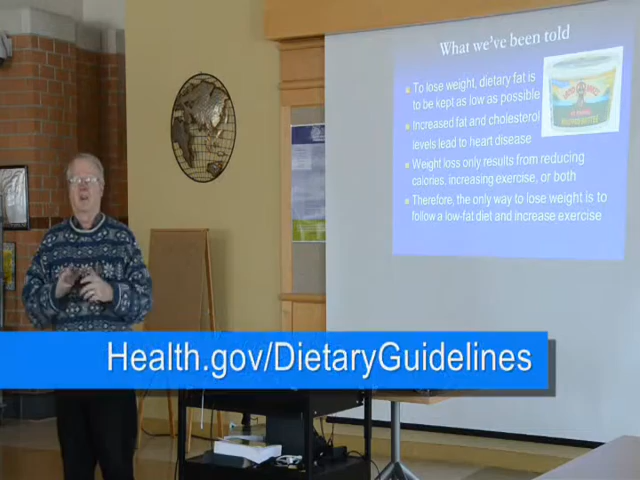 What we've been told
To lose weight, dietary fat is
to be kept as low as possible
Increased fat and cholesterol
levels lead to heart disease
Weight loss only results from reducing
calories, increasing exercise, or both
Therefore, the only way to lose weight is to
follow a low-fat diet and increase exercise
Health.gov/DietaryGuidelines